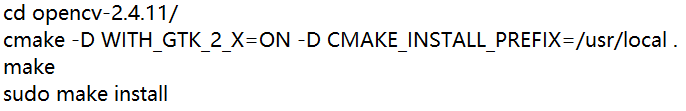 cd opencv-2.4.11/
cmake -D WITH_GTK_2_X=ON -D CMAKE_INSTALL_PREFIX=/usr/local .
make
sudo make install